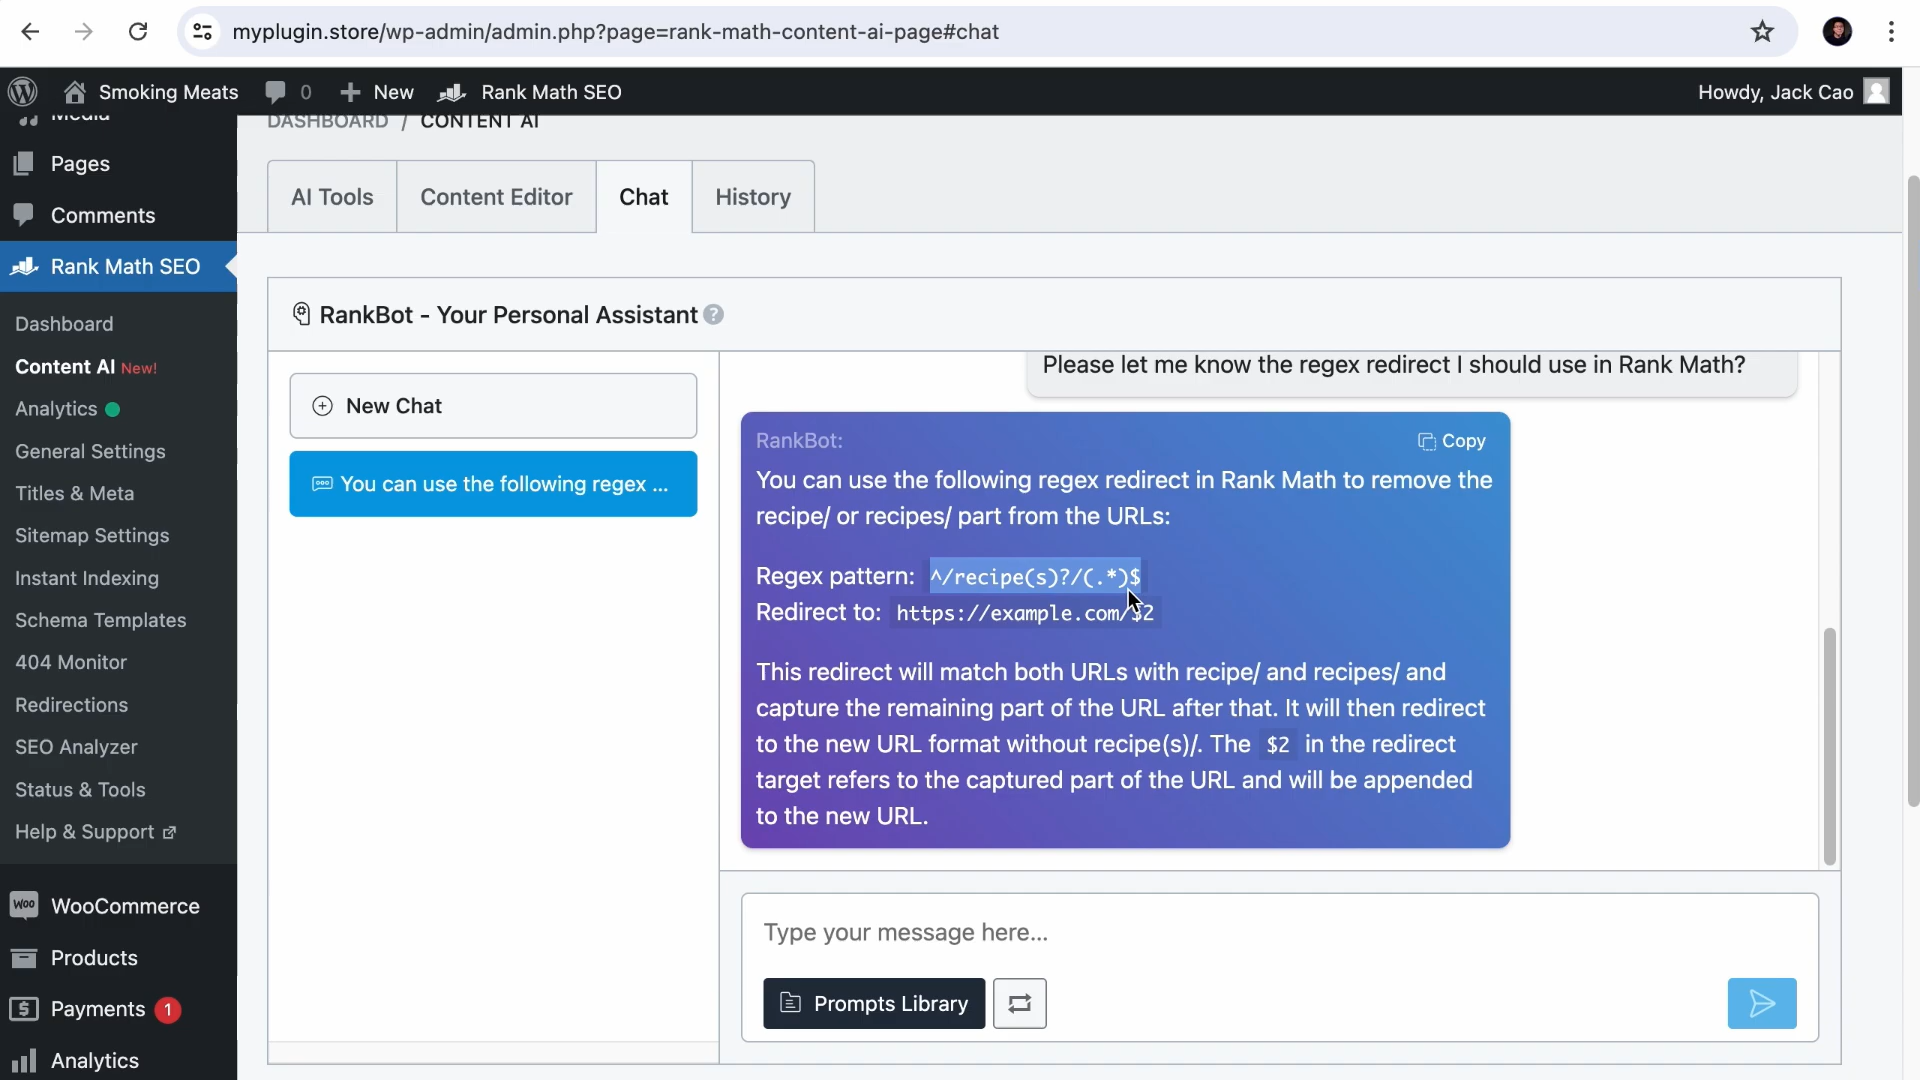 myplugin.store/wp-admin/admin.php?page=rank-math-content-ai-page#chat
Smoking Meats
0
New
Rank Math SEO
Howdy, Jack Cao
Media
Pages
Comments
Rank Math SEO
Dashboard
Content AI New!
Analytics
General Settings
Titles & Meta
Sitemap Settings
Instant Indexing
Schema Templates
404 Monitor
Redirections
SEO Analyzer
Status & Tools
Help & Support
WooCommerce
Products
Payments 1
Analytics
DASHBOARD / CONTENT AI
AI Tools
Content Editor
Chat
History
RankBot - Your Personal Assistant ?
New Chat
You can use the following regex ...
Please let me know the regex redirect I should use in Rank Math?
RankBot:
Copy
You can use the following regex redirect in Rank Math to remove the
recipe/ or recipes/ part from the URLs:
Regex pattern: ^/recipe(s)?/(.*)$
Redirect to: https://example.com/$2
This redirect will match both URLs with recipe/ and recipes/ and
capture the remaining part of the URL after that. It will then redirect
to the new URL format without recipe(s)/. The $2 in the redirect
target refers to the captured part of the URL and will be appended
to the new URL.
Type your message here...
Prompts Library